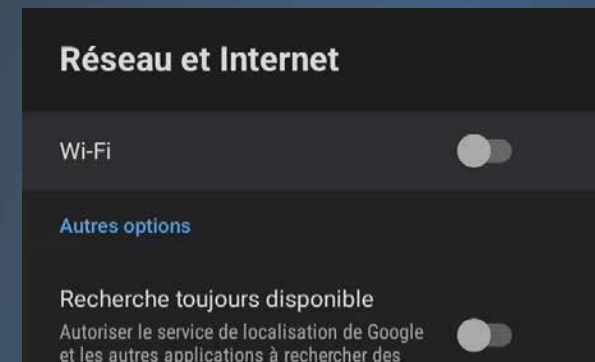 Réseau et Internet
Wi-Fi
Autres options
Recherche toujours disponible
Autoriser le service de localisation de Google
et les autres applications à rechercher des